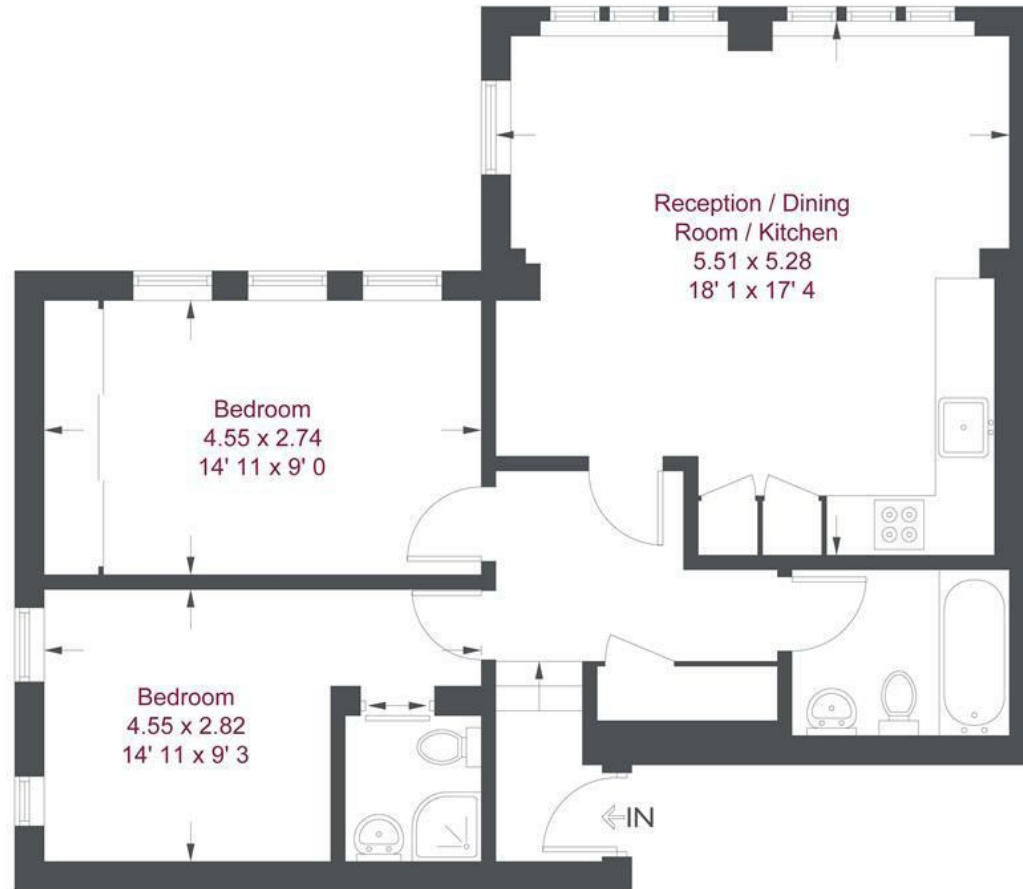 Reception / Dining
Room / Kitchen
5.51 x 5.28
18' 1 x 17' 4
Bedroom
4.55 x 2.74
14' 11 x 9' 0
Bedroom
4.55 x 2.82
14' 11 x 9' 3
IN